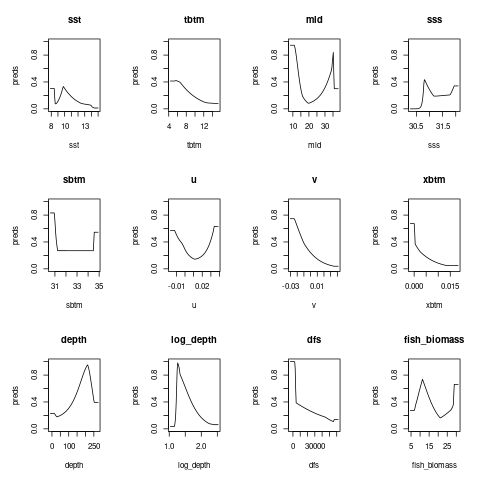 sst tbtm mld sss
preds 0.0 0.4 0.8 preds 0.0 0.4 0.8 preds 0.0 0.4 0.8 preds 0.0 0.4 0.8
8 10 13 4 6 8 12 10 20 30 30.5 31.5
sst tbtm mld sss
sbtm u v xbtm
preds 0.0 0.4 0.8 preds 0.0 0.4 0.8 preds 0.0 0.4 0.8 preds 0.0 0.4 0.8
31 33 35 -0.01 0.02 -0.03 0.01 0.000 0.015
sbtm u v xbtm
depth log_depth dfs fish_biomass
preds 0.0 0.4 0.8 preds 0.0 0.4 0.8 preds 0.0 0.4 0.8 preds 0.0 0.4 0.8
0 100 250 1.0 2.0 0 30000 5 15 25
depth log_depth dfs fish_biomass